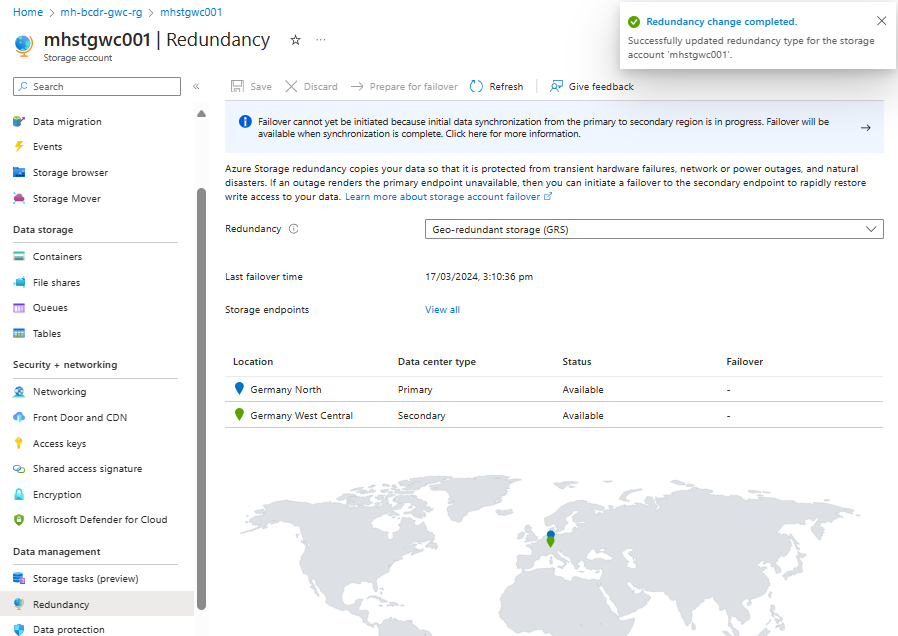 Home > mh-bcdr-gwc-rg > mhstgwc001
mhstgwc001 | Redundancy
Storage account
Redundancy change completed.
Successfully updated redundancy type for the storage
account 'mhstgwc001'.
Search
Save Discard Prepare for failover Refresh Give feedback
Data migration
Events
Storage browser
Storage Mover
Data storage
Containers
File shares
Queues
Tables
Security + networking
Networking
Front Door and CDN
Access keys
Shared access signature
Encryption
Microsoft Defender for Cloud
Data management
Storage tasks (preview)
Redundancy
Data protection
Failover cannot yet be initiated because initial data synchronization from the primary to secondary region is in progress. Failover will be
available when synchronization is complete. Click here for more information.
Azure Storage redundancy copies your data so that it is protected from transient hardware failures, network or power outages, and natural
disasters. If an outage renders the primary endpoint unavailable, then you can initiate a failover to the secondary endpoint to rapidly restore
write access to your data. Learn more about storage account failover
Redundancy Geo-redundant storage (GRS)
Last failover time 17/03/2024, 3:10:36 pm
Storage endpoints View all
Location Data center type Status Failover
Germany North Primary Available -
Germany West Central Secondary Available -